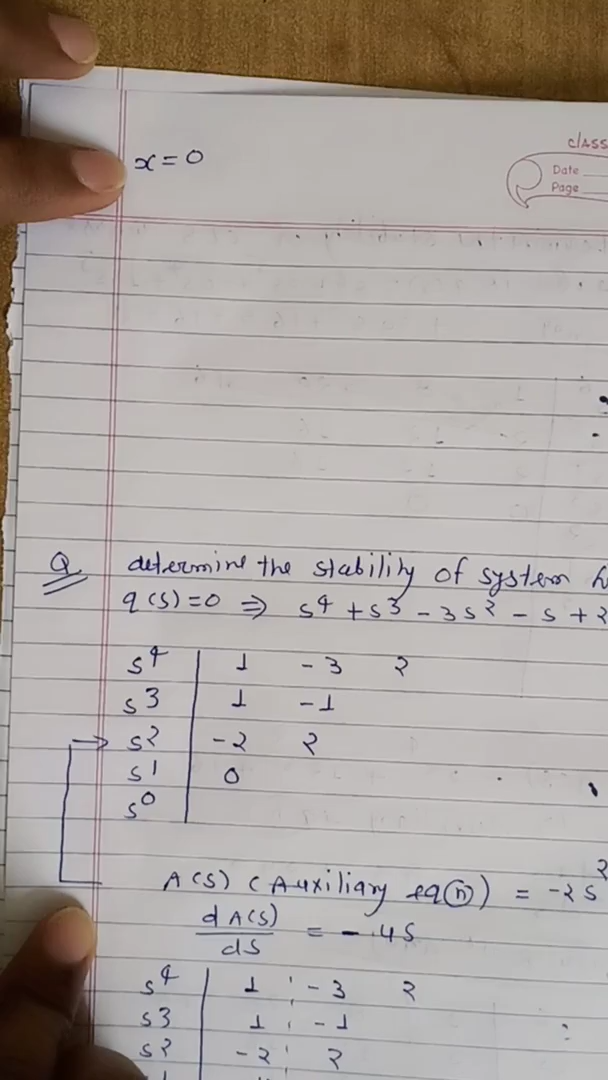 x = 0
CLASS
Date
Page
Q determine the stability of system
q(s)=0 ⇒ s⁴ + s³ - 3s² - s + 2
s⁴ | 1 -3 2
s³ | 1 -1
→ s² | -2 2
s¹ | 0
s⁰ |
A(s) (Auxiliary eq(n)) = -2s²
dA(s)/ds = -4s
s⁴ | 1 -3 2
s³ | 1 -1
s² | -2 2